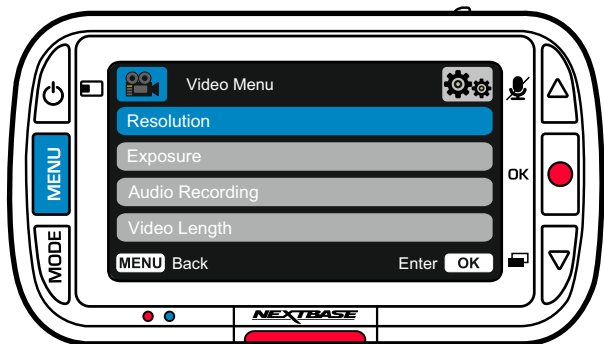 Video Menu
Resolution
Exposure
Audio Recording
Video Length
MENU Back Enter OK
MENU
MODE
OK
NEXTBASE